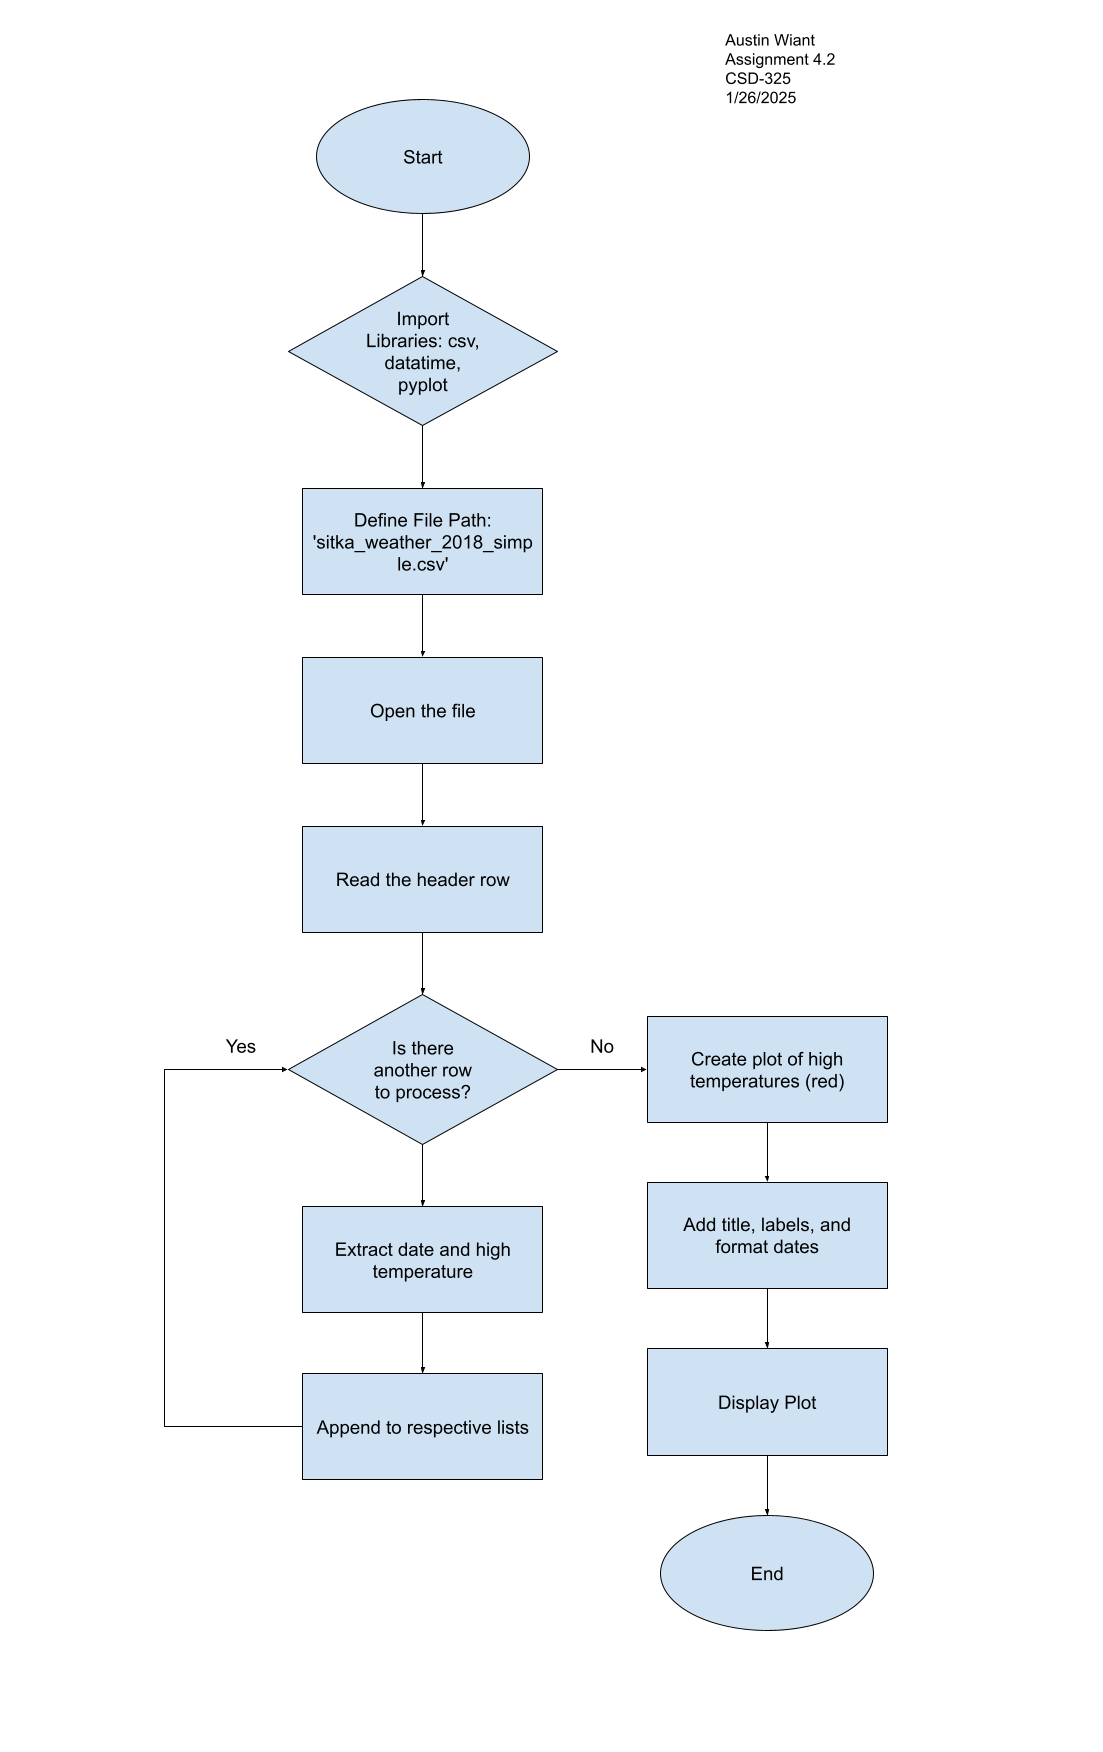 Austin Wiant
Assignment 4.2
CSD-325
1/26/2025
Start
Import
Libraries: csv,
datatime,
pyplot
Define File Path:
'sitka_weather_2018_simp
le.csv'
Open the file
Read the header row
Yes
Is there
another row
to process?
No
Create plot of high
temperatures (red)
Extract date and high
temperature
Add title, labels, and
format dates
Append to respective lists
Display Plot
End